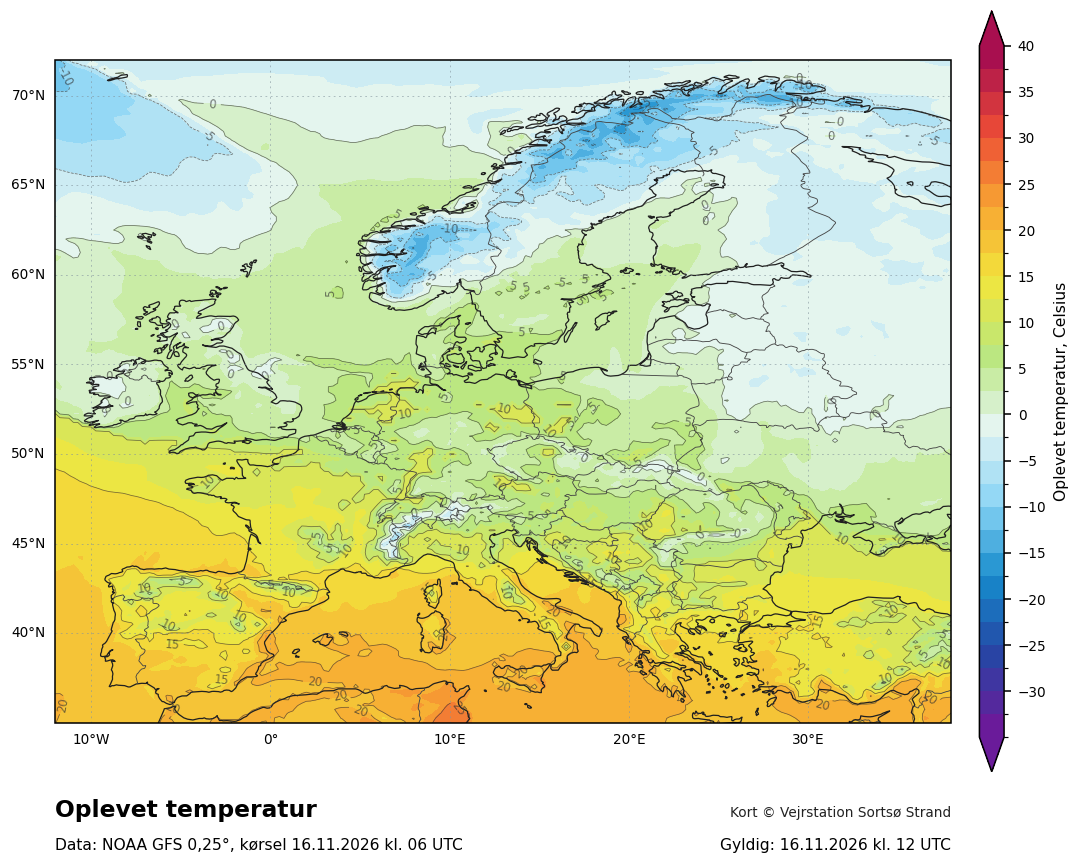 70°N
65°N
60°N
55°N
50°N
45°N
40°N
10°W
0°
10°E
20°E
30°E
40
35
30
25
20
15
10
5
0
−5
−10
−15
−20
−25
−30
Oplevet temperatur, Celsius
Oplevet temperatur
Kort © Vejrstation Sortsø Strand
Data: NOAA GFS 0,25°, kørsel 16.11.2026 kl. 06 UTC
Gyldig: 16.11.2026 kl. 12 UTC